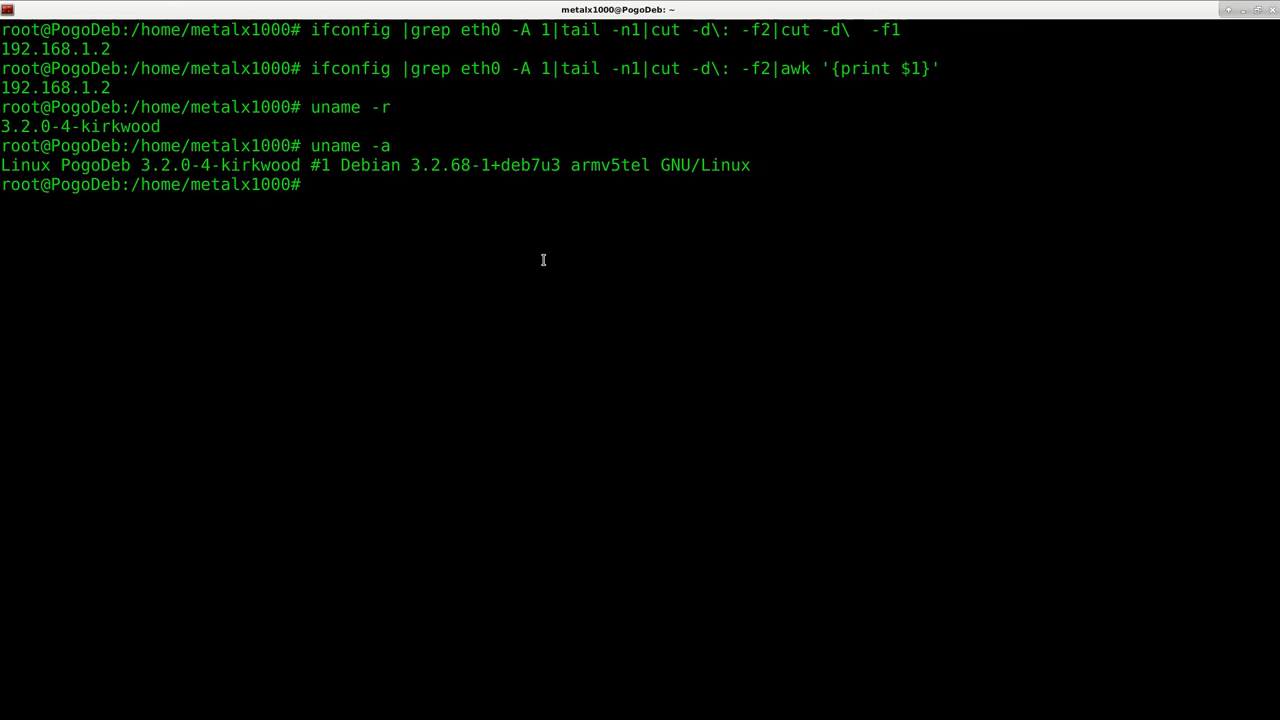 metalx1000@PogoDeb: ~
root@PogoDeb:/home/metalx1000# ifconfig |grep eth0 -A 1|tail -n1|cut -d\: -f2|cut -d\  -f1
192.168.1.2
root@PogoDeb:/home/metalx1000# ifconfig |grep eth0 -A 1|tail -n1|cut -d\: -f2|awk '{print $1}'
192.168.1.2
root@PogoDeb:/home/metalx1000# uname -r
3.2.0-4-kirkwood
root@PogoDeb:/home/metalx1000# uname -a
Linux PogoDeb 3.2.0-4-kirkwood #1 Debian 3.2.68-1+deb7u3 armv5tel GNU/Linux
root@PogoDeb:/home/metalx1000#